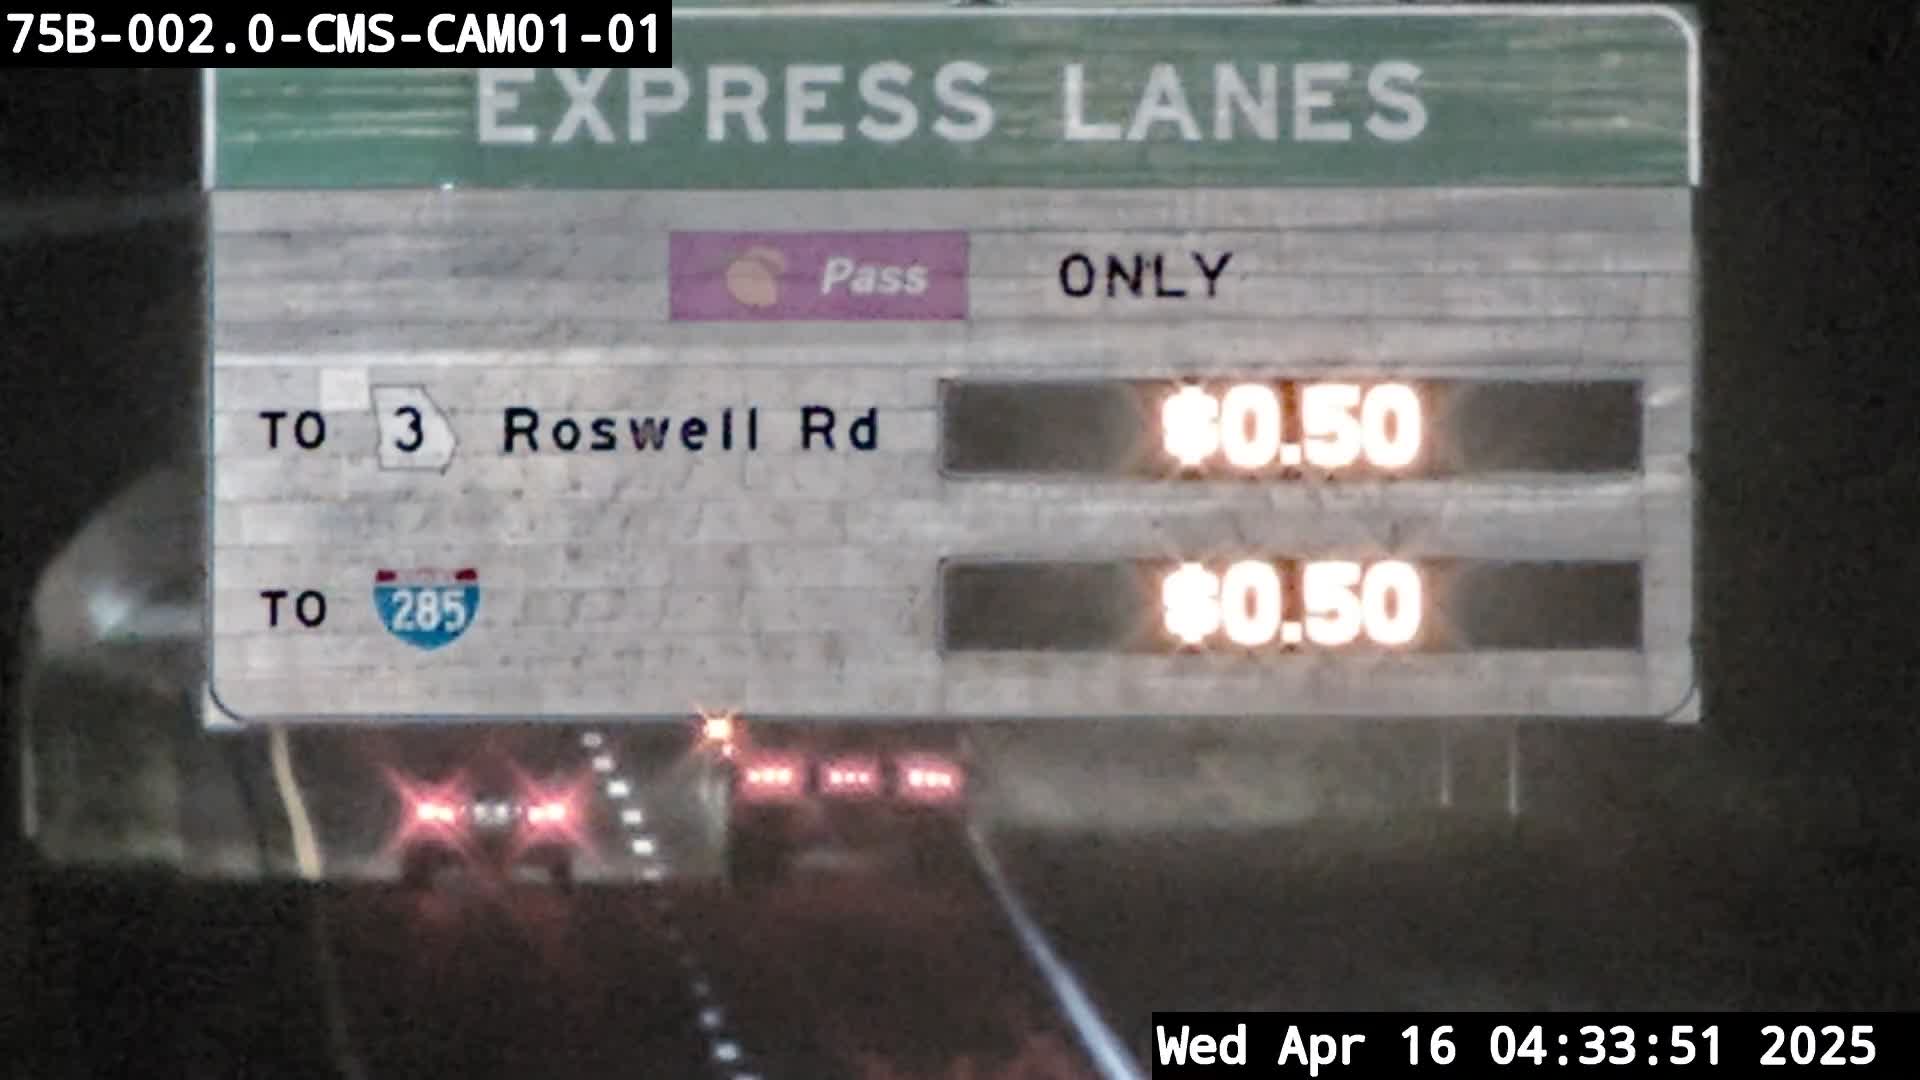 75B-002.0-CMS-CAM01-01
EXPRESS LANES
Pass ONLY
TO 3 Roswell Rd $0.50
TO 285 $0.50
Wed Apr 16 04:33:51 2025